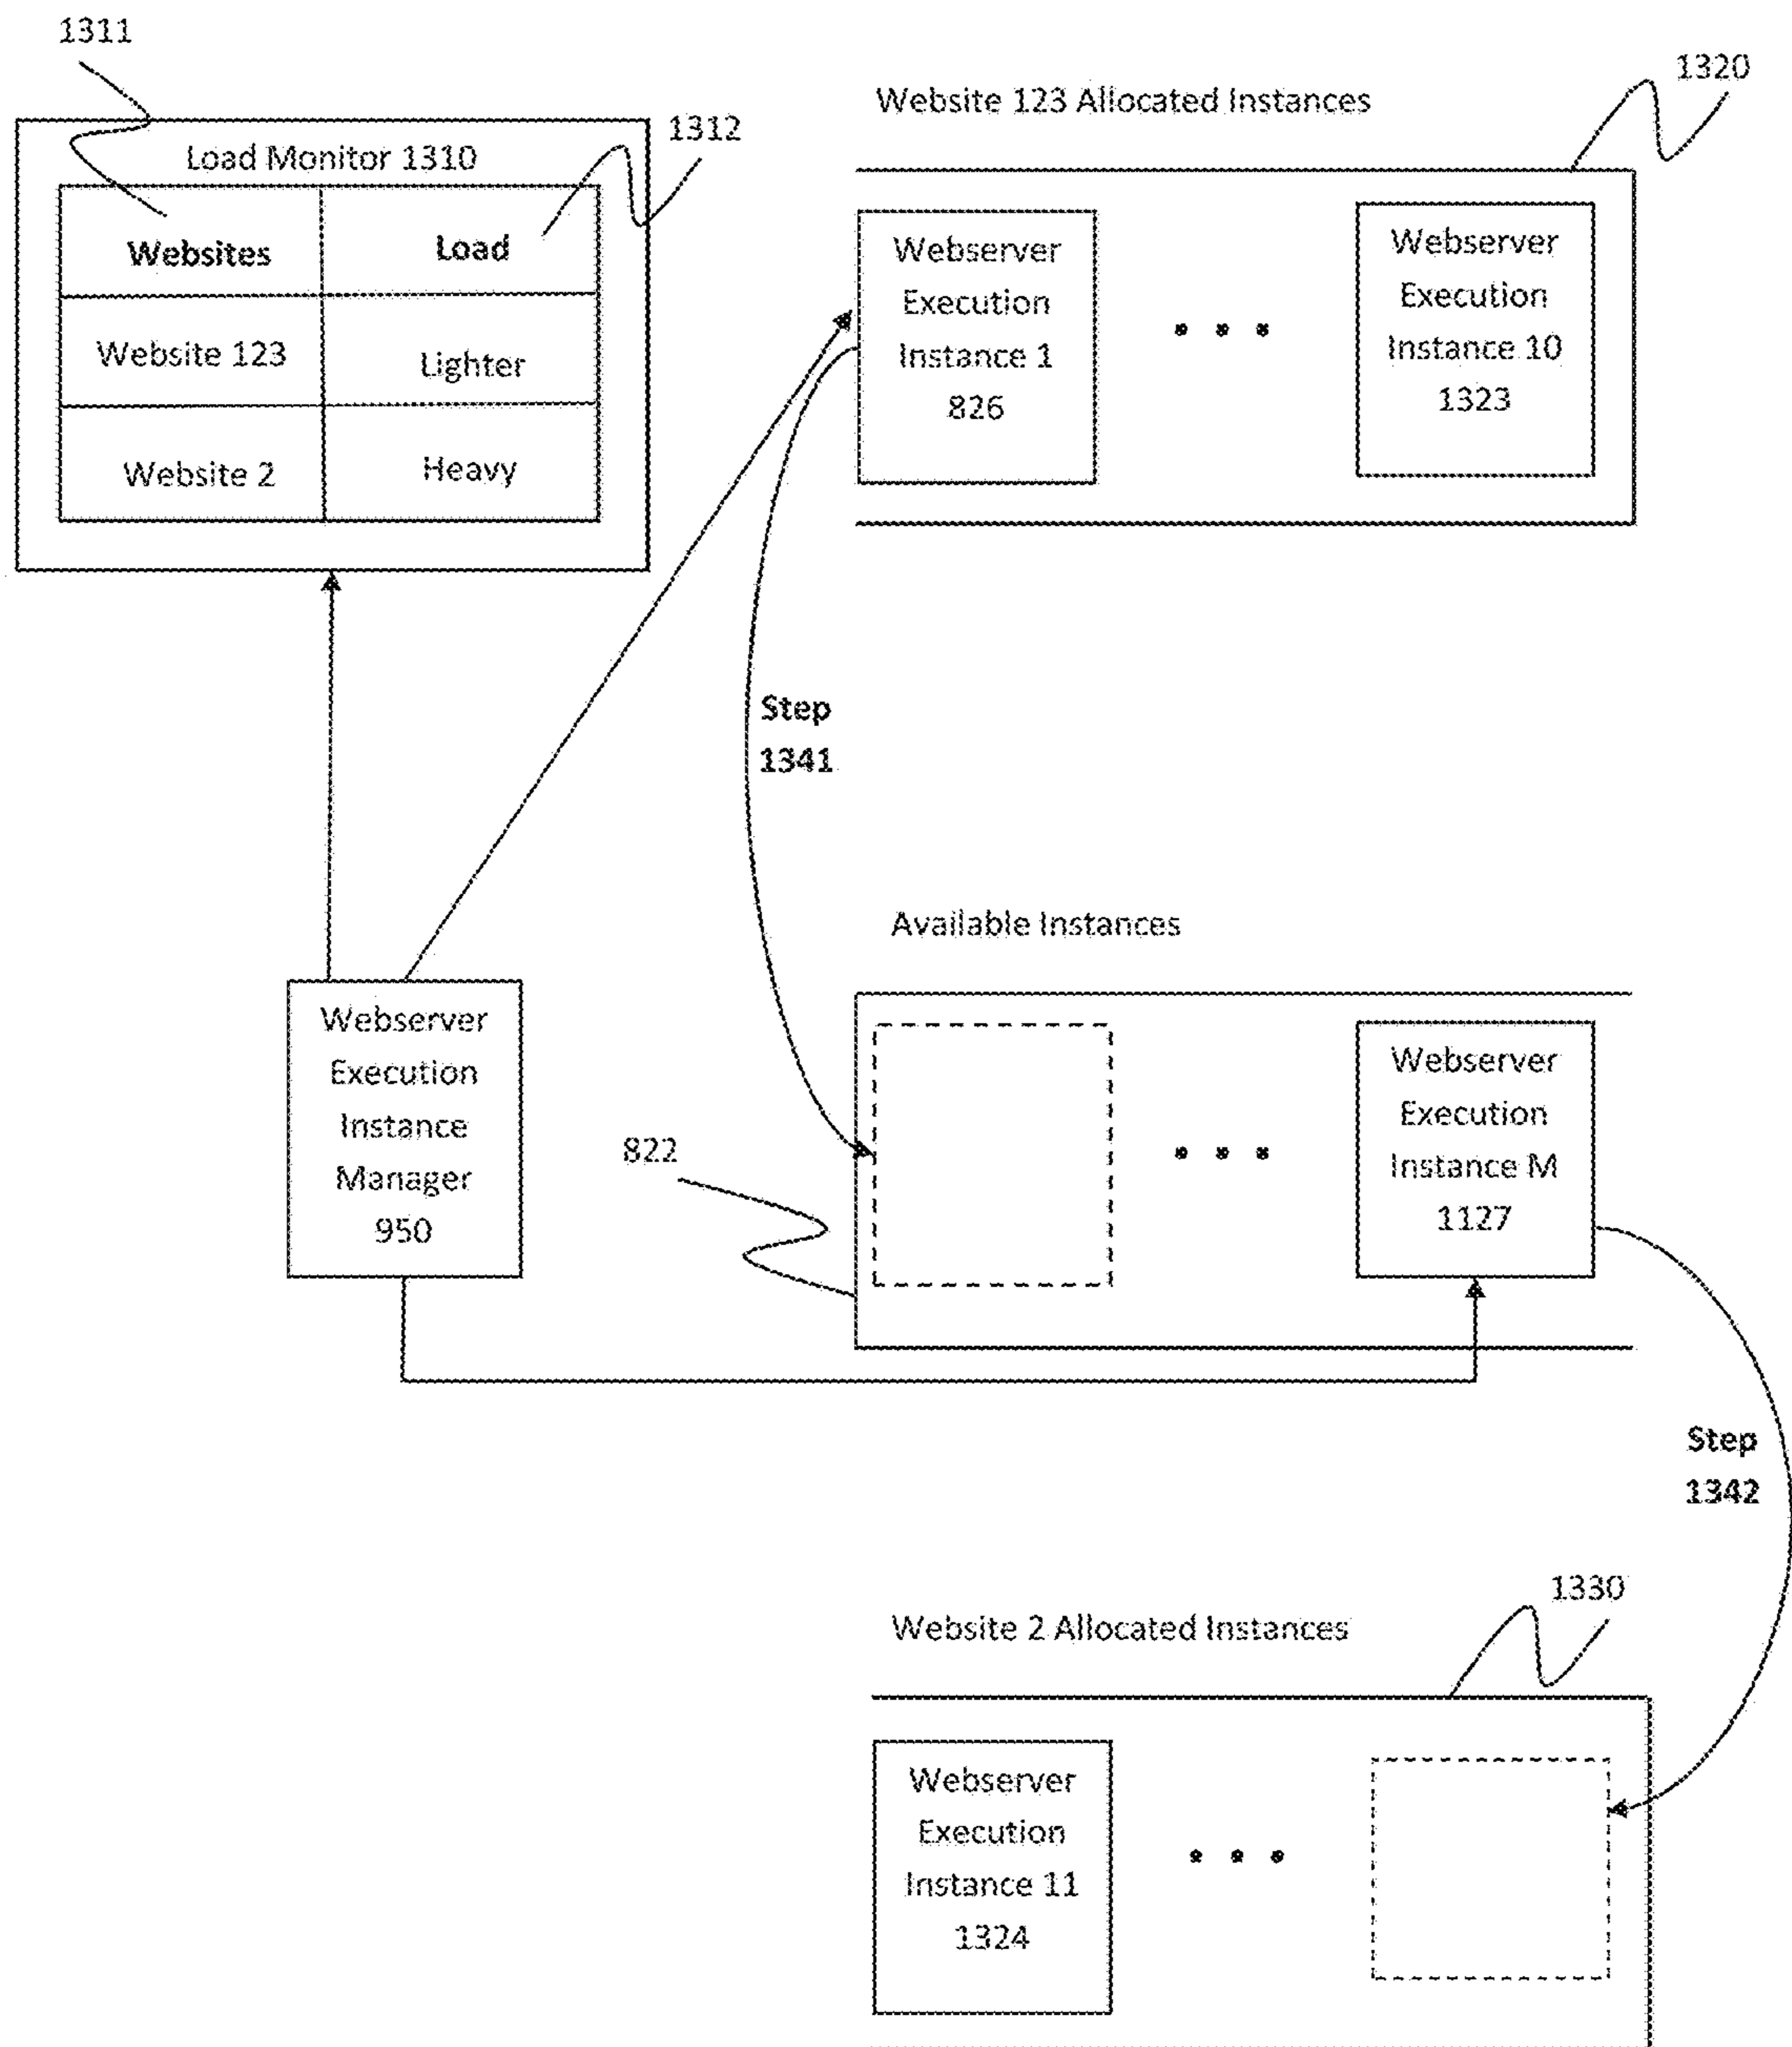 1311
1320
Website 123 Allocated Instances
1312
Load Monitor 1310
Websites
Load
Website 123
Lighter
Website 2
Heavy
Webserver
Execution
Instance 1
826
Webserver
Execution
Instance 10
1323
Step
1341
Available Instances
Webserver
Execution
Instance
Manager
950
822
Webserver
Execution
Instance M
1127
Step
1342
1330
Website 2 Allocated Instances
Webserver
Execution
Instance 11
1324